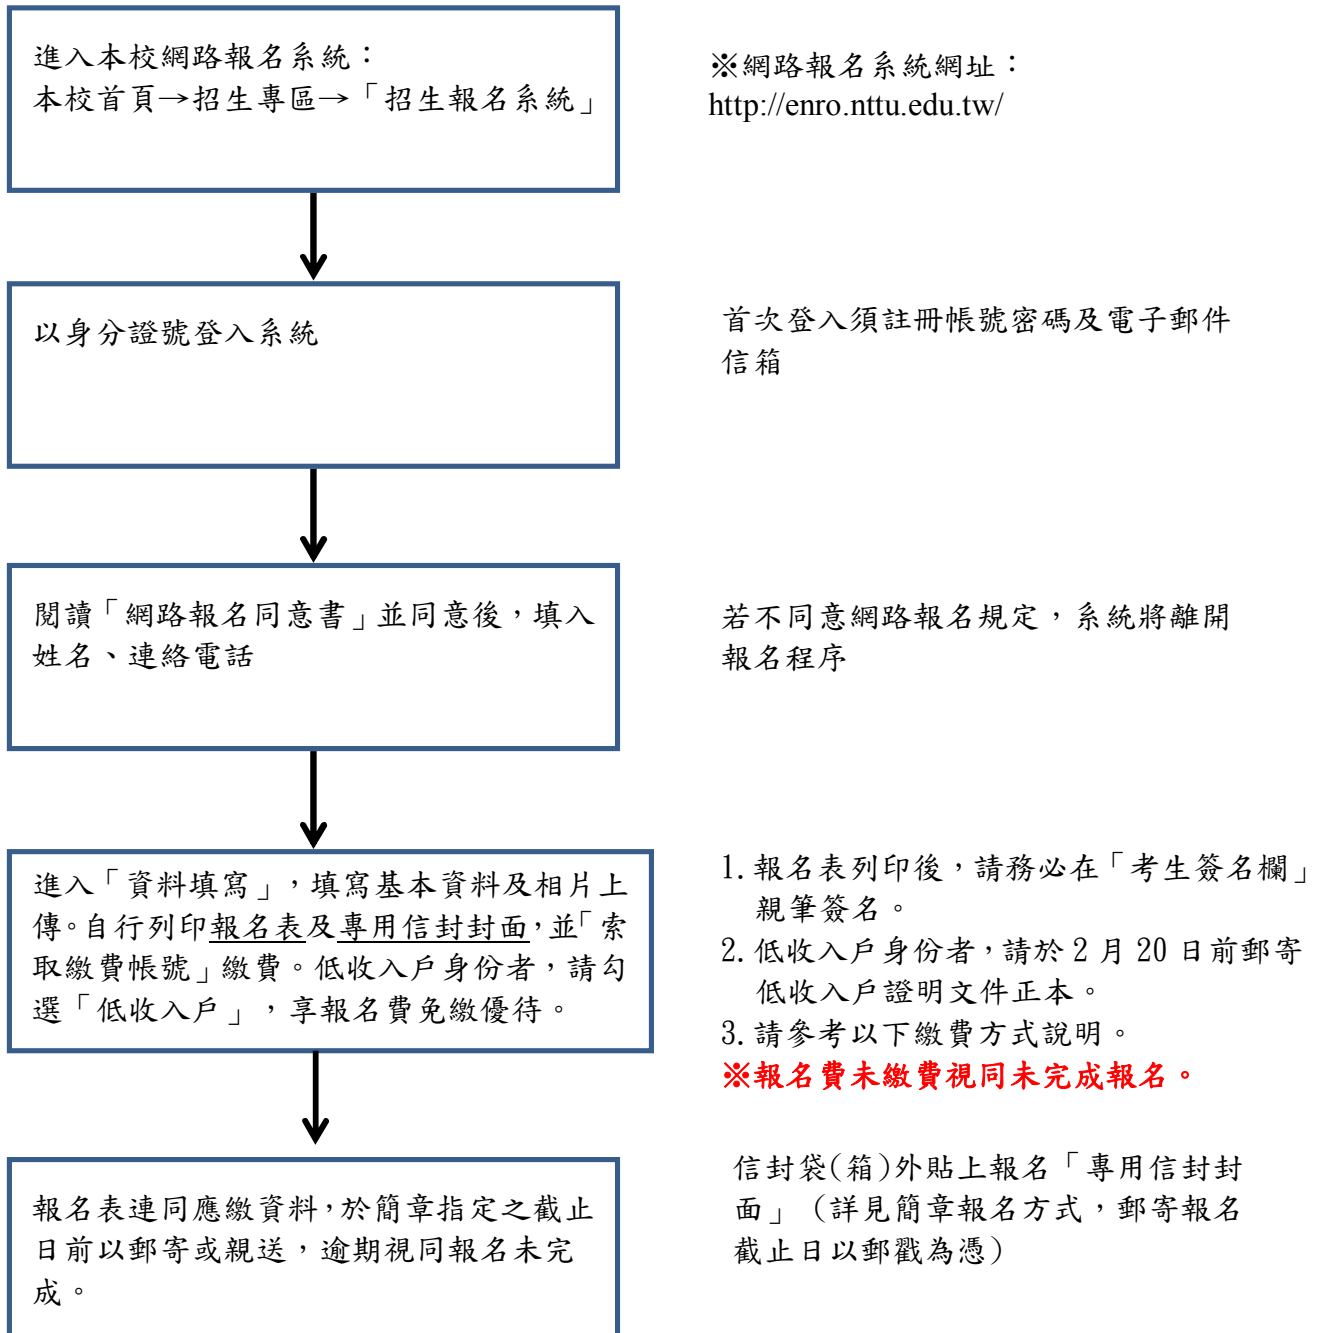 進入本校網路報名系統：
本校首頁→招生專區→「招生報名系統」
※網路報名系統網址：
http://enro.nttu.edu.tw/
以身分證號登入系統
首次登入須註冊帳號密碼及電子郵件
信箱
閱讀「網路報名同意書」並同意後，填入
姓名、連絡電話
若不同意網路報名規定，系統將離開
報名程序
進入「資料填寫」，填寫基本資料及相片上
傳。自行列印報名表及專用信封封面，並「索
取繳費帳號」繳費。低收入戶身份者，請勾
選「低收入戶」，享報名費免繳優待。
1.報名表列印後，請務必在「考生簽名欄」
親筆簽名。
2.低收入戶身份者，請於 2 月 20 日前郵寄
低收入戶證明文件正本。
3.請參考以下繳費方式說明。
※報名費未繳費視同未完成報名。
報名表連同應繳資料，於簡章指定之截止
日前以郵寄或親送，逾期視同報名未完
成。
信封袋(箱)外貼上報名「專用信封封
面」（詳見簡章報名方式，郵寄報名
截止日以郵戳為憑）